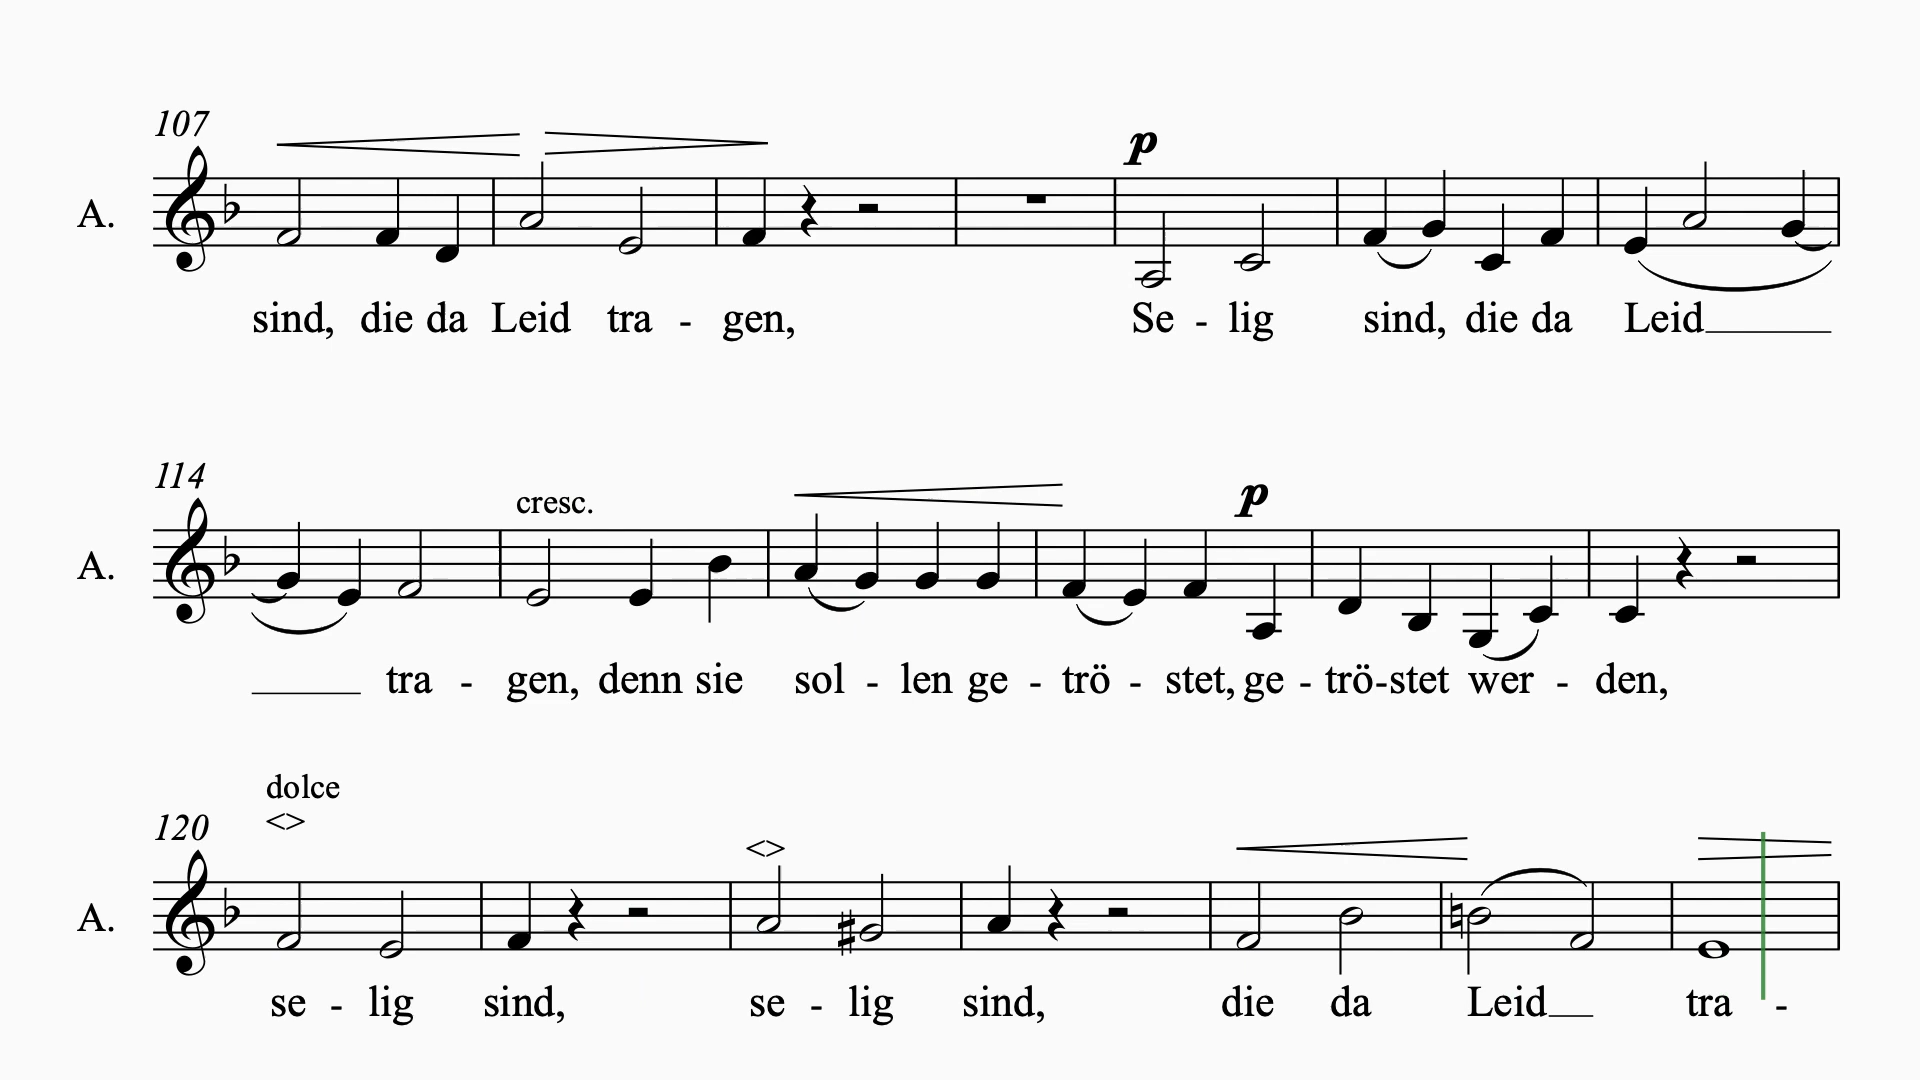 107
p
A.
sind, die da Leid tra - gen, Se - lig sind, die da Leid
114
cresc.
p
A.
tra - gen, denn sie sol - len ge - trö - stet, ge - trö-stet wer - den,
dolce
120
A.
se - lig sind, se - lig sind, die da Leid tra -